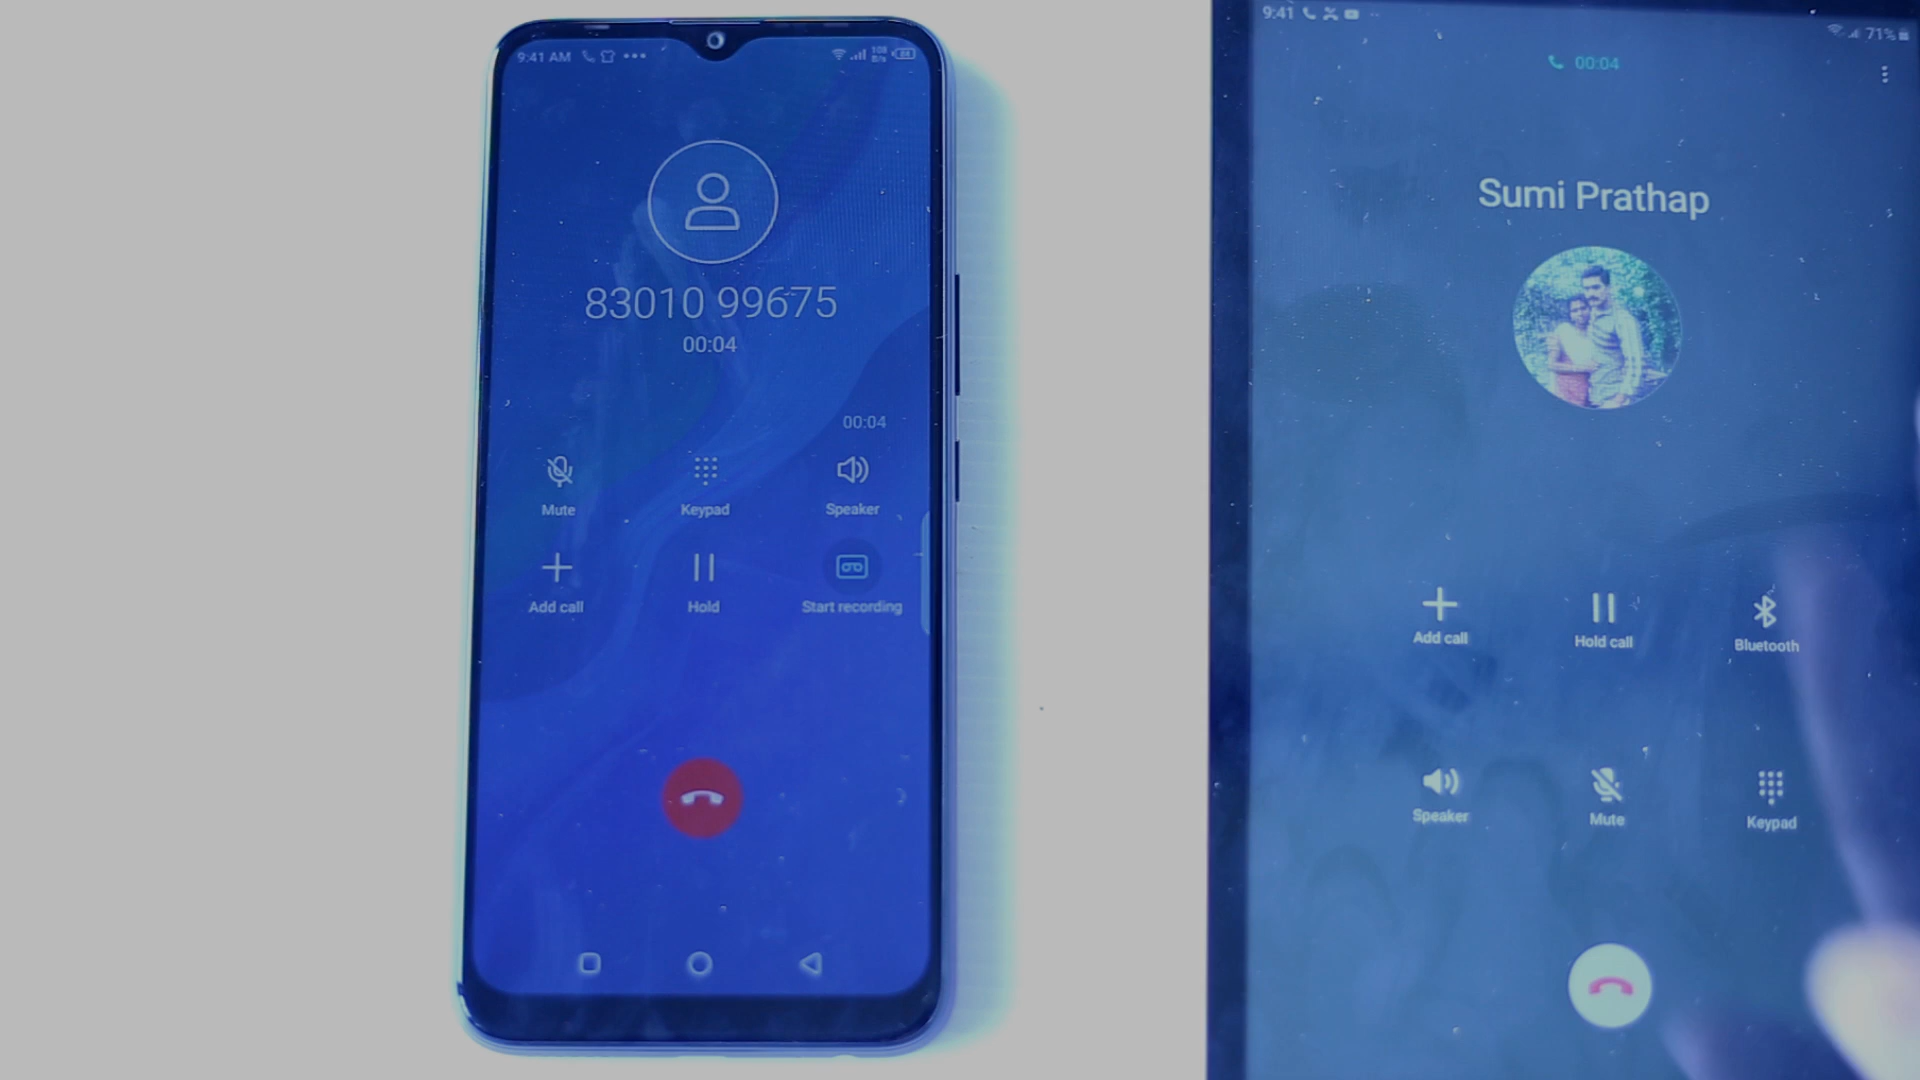 9:41 AM
108
B/s
83010 99675
00:04
00:04
Mute
Keypad
Speaker
Add call
Hold
Start recording
9:41
71%
00:04
Sumi Prathap
Add call
Hold call
Bluetooth
Speaker
Mute
Keypad